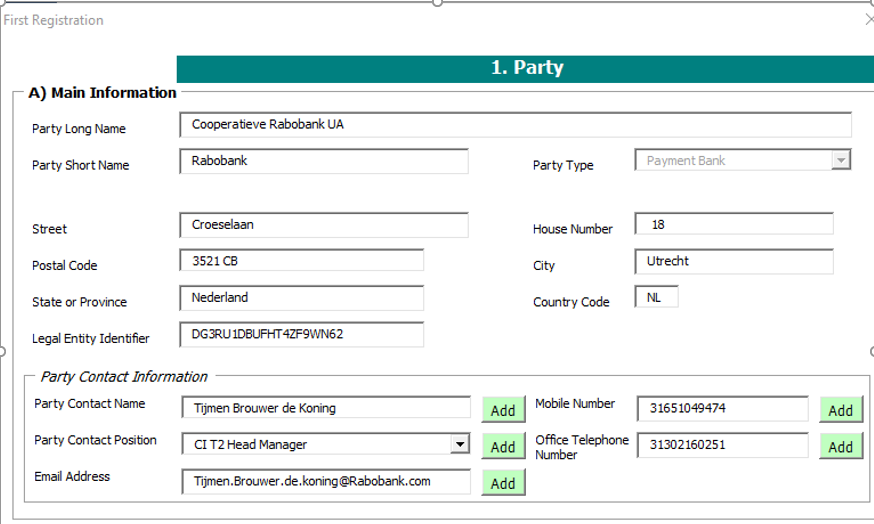 First Registration
1. Party
A) Main Information
Party Long Name Cooperatieve Rabobank UA
Party Short Name Rabobank Party Type Payment Bank
Street Croeselaan House Number 18
Postal Code 3521 CB City Utrecht
State or Province Nederland Country Code NL
Legal Entity Identifier DG3RU1DBUFHT4ZF9WN62
Party Contact Information
Party Contact Name Tijmen Brouwer de Koning Add Mobile Number 31651049474 Add
Party Contact Position CI T2 Head Manager Add Office Telephone Number 31302160251 Add
Email Address Tijmen.Brouwer.de.koning@Rabobank.com Add